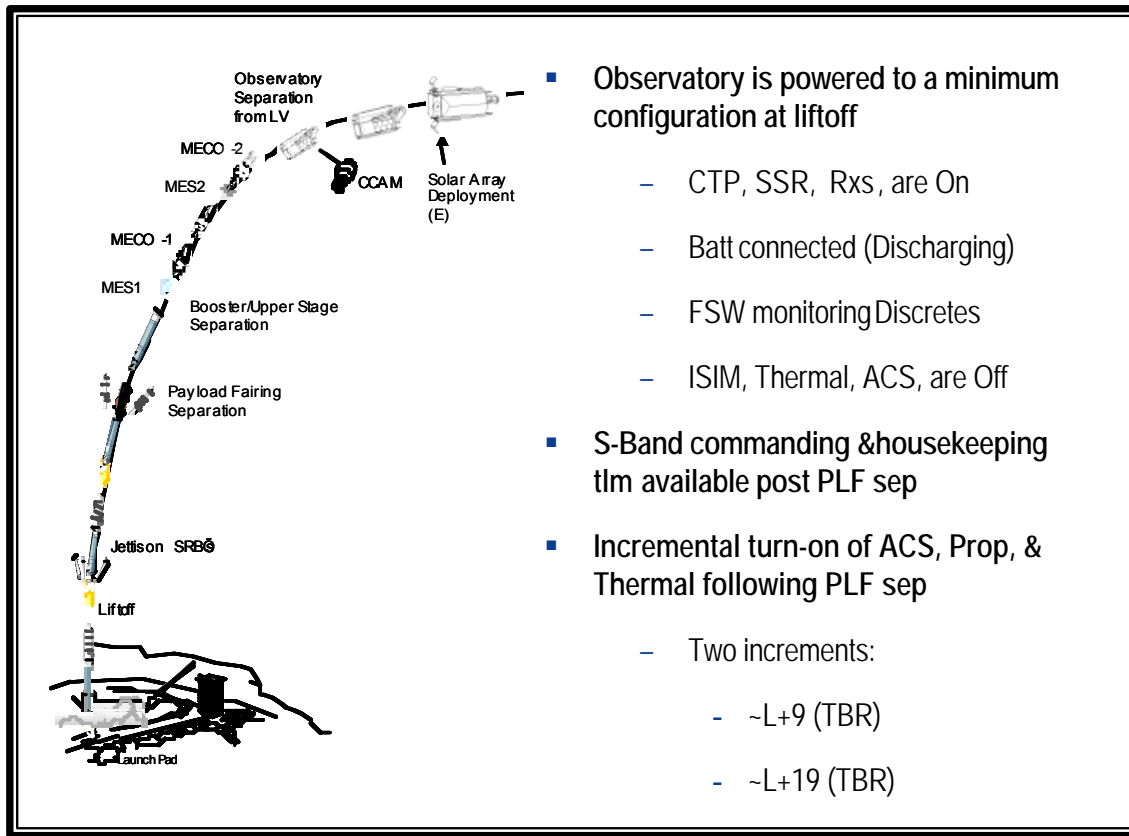 Observatory
Separation
from LV
MECO -2
MES2
CCAM
Solar Array
Deployment
(E)
MECO -1
MES1
Booster/Upper Stage
Separation
Payload Fairing
Separation
Jettison SRBÕs
Liftoff
Launch Pad
▪ Observatory is powered to a minimum
configuration at liftoff
– CTP, SSR, Rxs, are On
– Batt connected (Discharging)
– FSW monitoring Discretes
– ISIM, Thermal, ACS, are Off
▪ S-Band commanding &housekeeping
tlm available post PLF sep
▪ Incremental turn-on of ACS, Prop, &
Thermal following PLF sep
– Two increments:
- ~L+9 (TBR)
- ~L+19 (TBR)